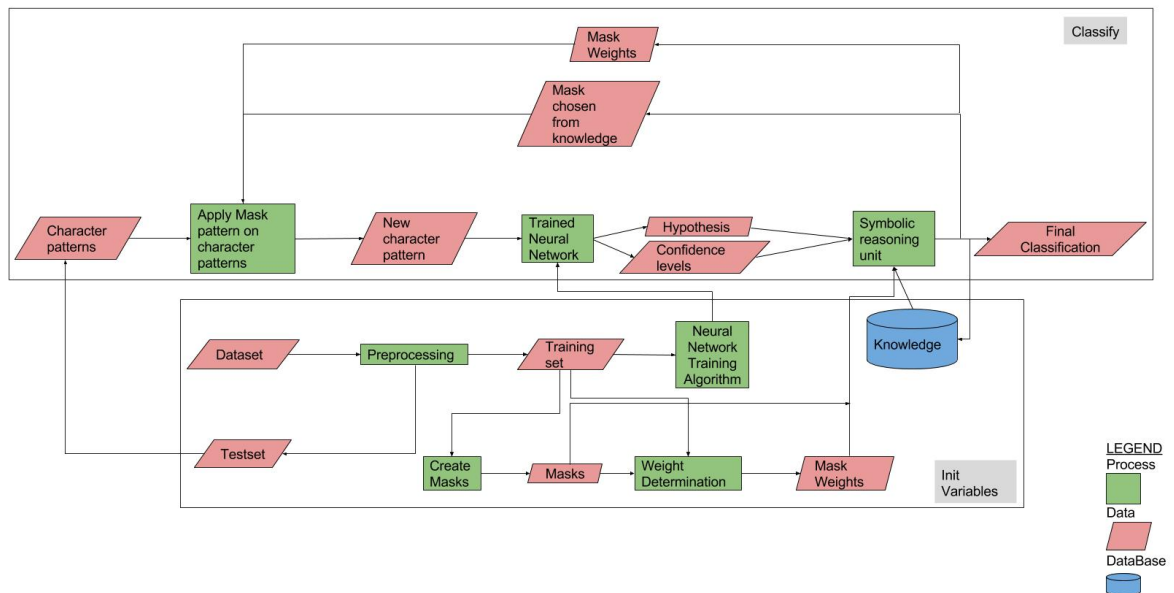 Classify
Mask
Weights
Mask
chosen
from
knowledge
Character
patterns
Apply Mask
pattern on
character
patterns
New
character
pattern
Trained
Neural
Network
Hypothesis
Confidence
levels
Symbolic
reasoning
unit
Final
Classification
Knowledge
Dataset
Preprocessing
Training
set
Neural
Network
Training
Algorithm
Testset
Create
Masks
Masks
Weight
Determination
Mask
Weights
Init
Variables
LEGEND
Process
Data
DataBase